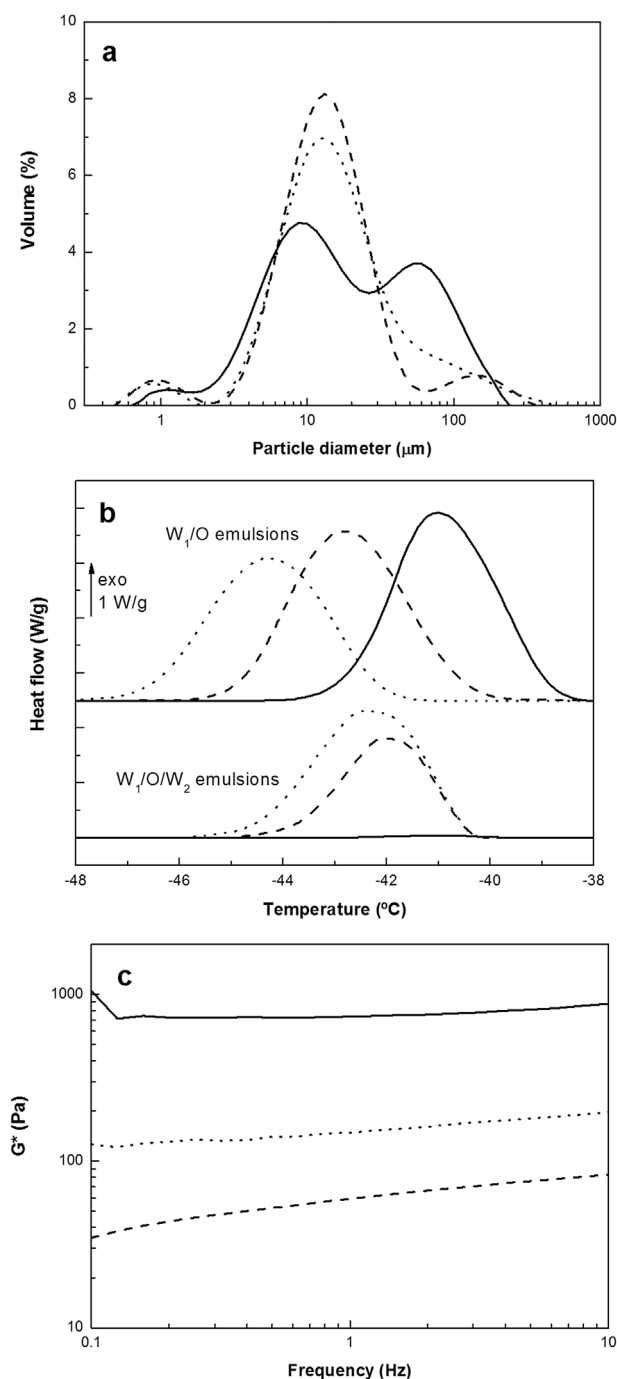 a
10
8
6
4
2
0
Volume (%)
1
10
100
1000
Particle diameter (μm)
b
W₁/O emulsions
exo
1 W/g
W₁/O/W₂ emulsions
Heat flow (W/g)
-48
-46
-44
-42
-40
-38
Temperature (ºC)
c
1000
100
10
G* (Pa)
0.1
1
10
Frequency (Hz)